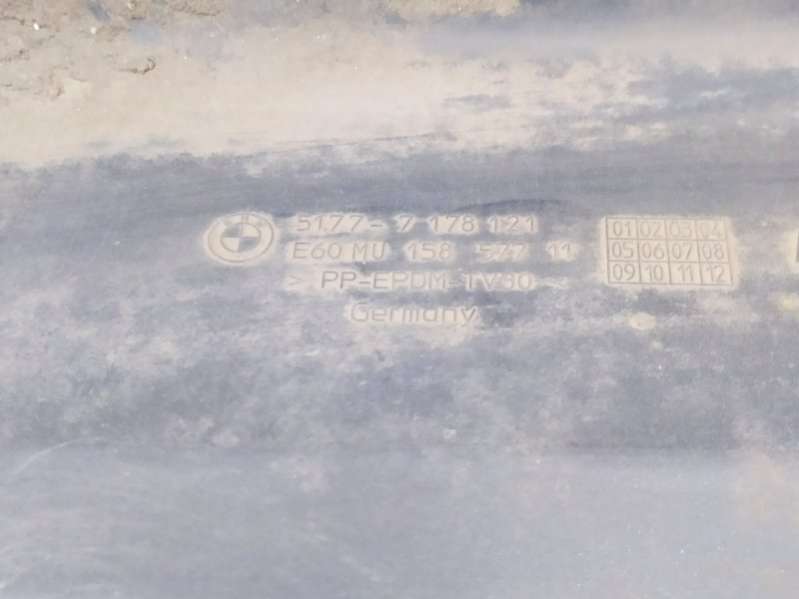 5177-7 178 121
E60 MU 158 577 11
> PP-EPDM-TV30 <
Germany
01 02 03 04
05 06 07 08
09 10 11 12